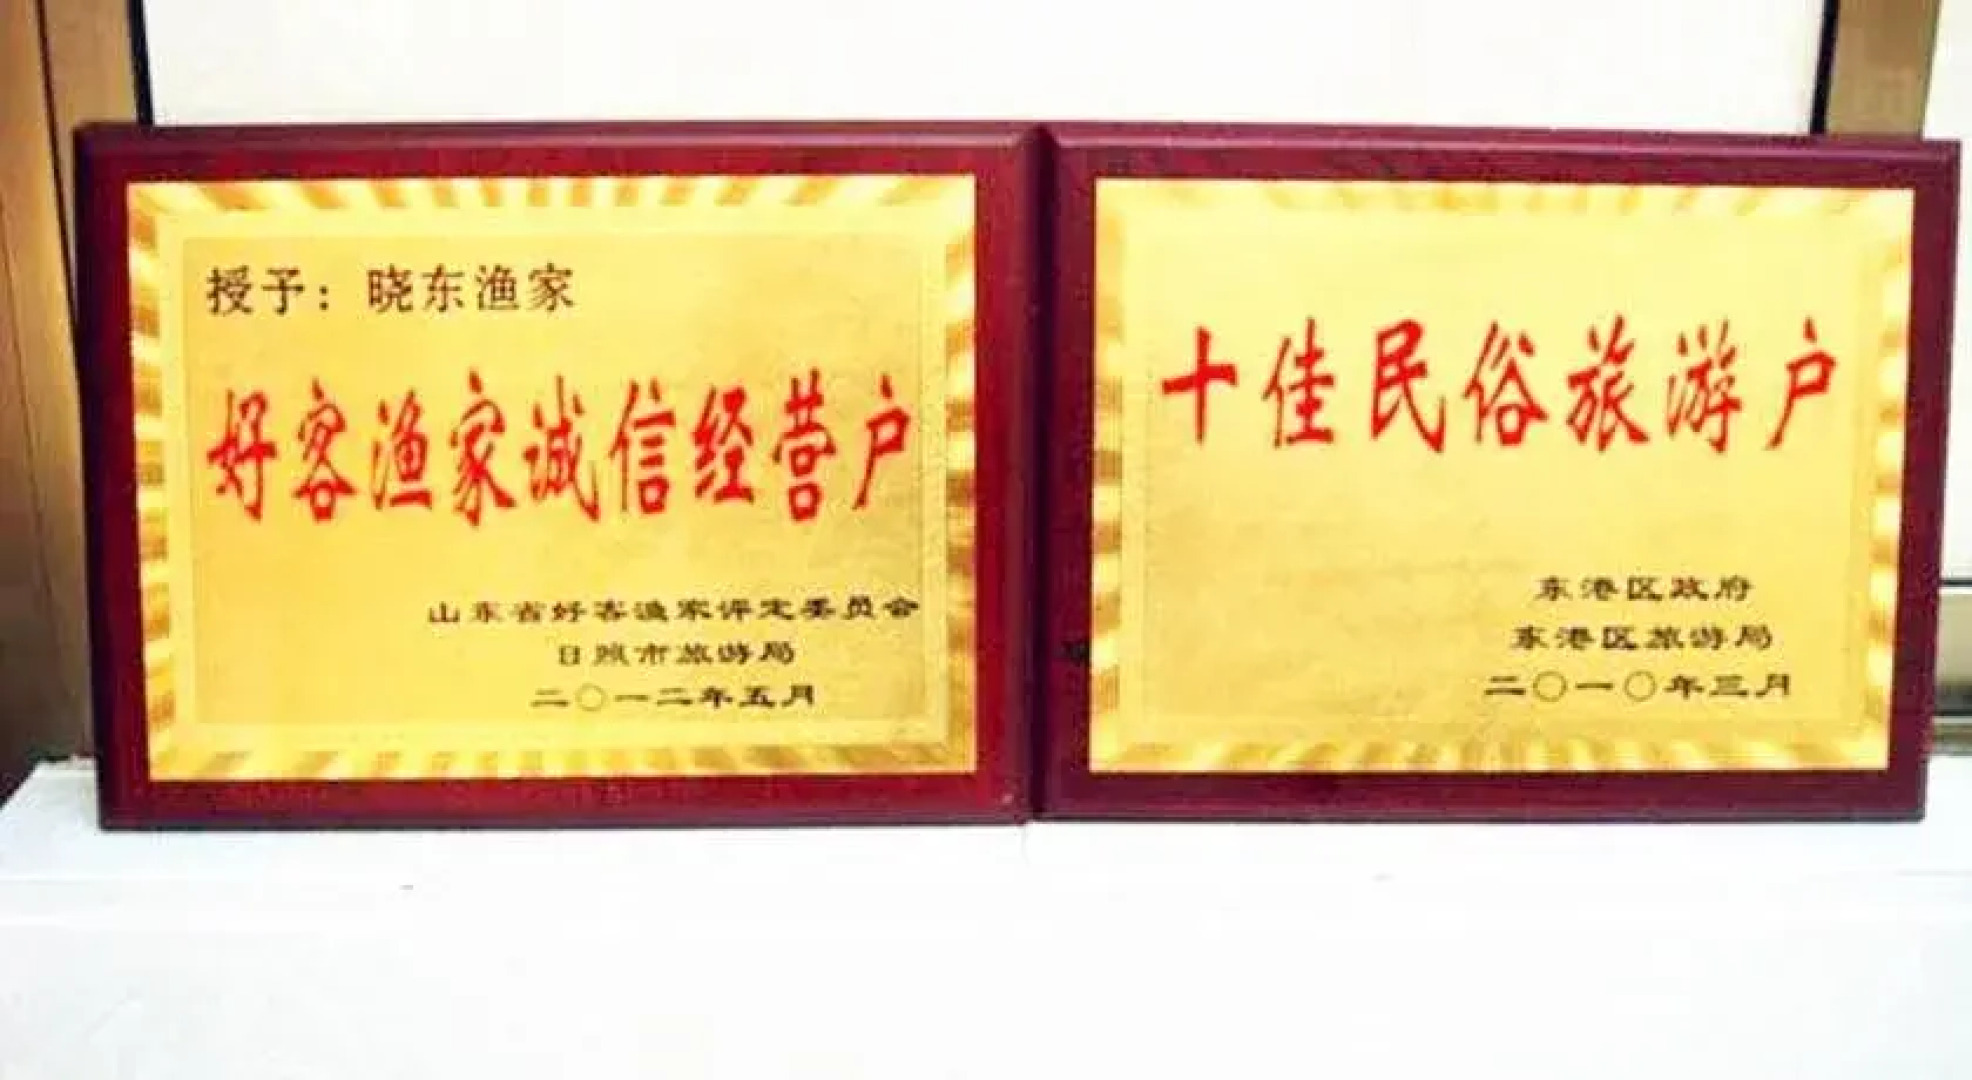 授予：晓东渔家
好客渔家诚信经营户
山东省好客渔家评定委员会
日照市旅游局
二〇一二年五月
十佳民俗旅游户
东港区政府
东港区旅游局
二〇一〇年三月